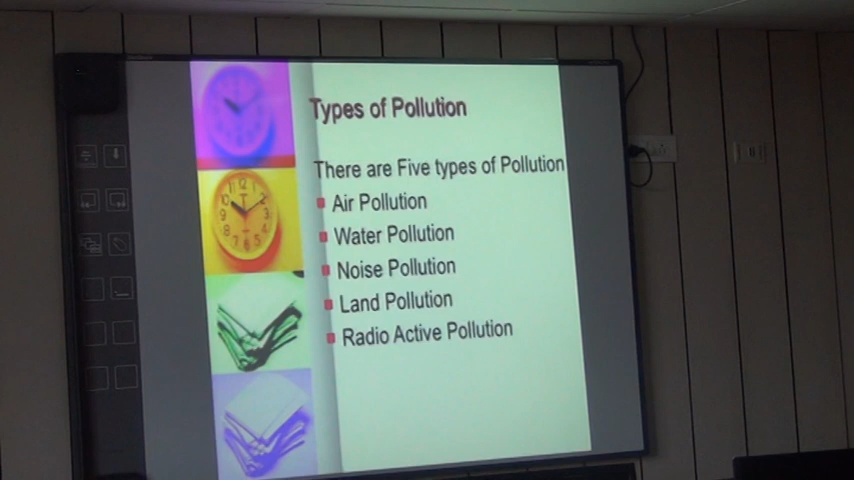 Types of Pollution
There are Five types of Pollution
Air Pollution
Water Pollution
Noise Pollution
Land Pollution
Radio Active Pollution